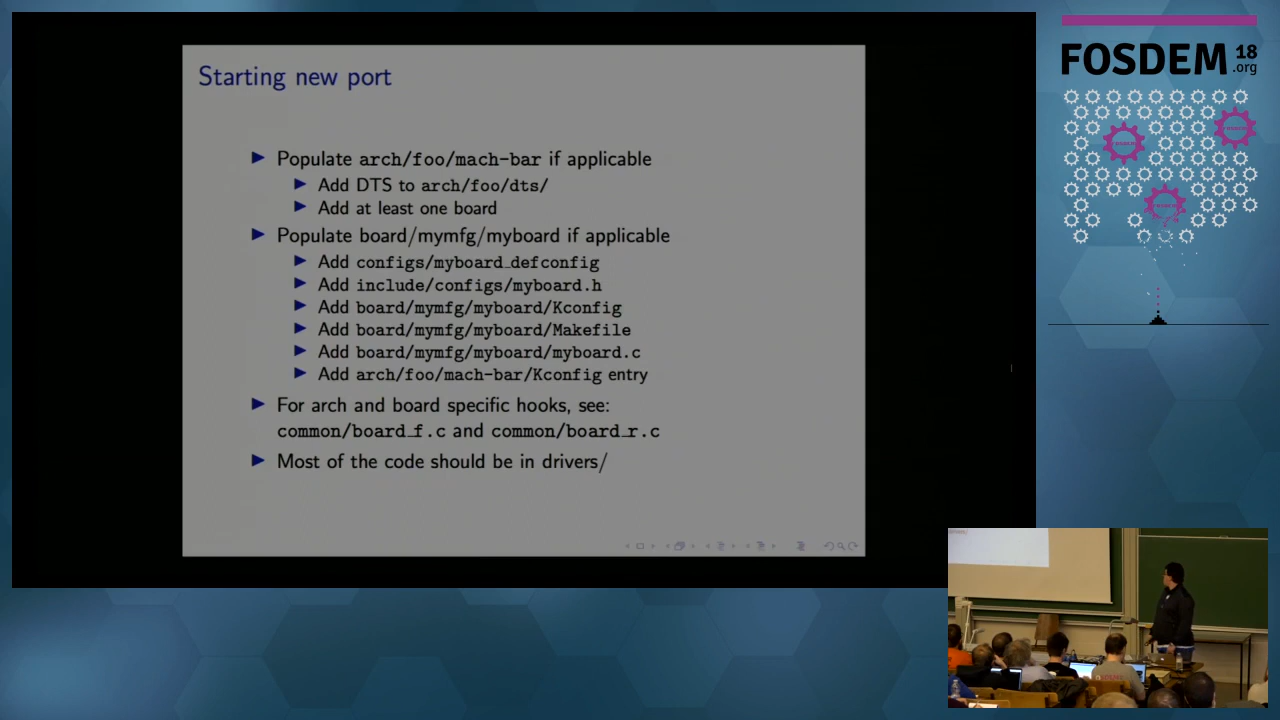 Starting new port
Populate arch/foo/mach-bar if applicable
Add DTS to arch/foo/dts/
Add at least one board
Populate board/mymfg/myboard if applicable
Add configs/myboard_defconfig
Add include/configs/myboard.h
Add board/mymfg/myboard/Kconfig
Add board/mymfg/myboard/Makefile
Add board/mymfg/myboard/myboard.c
Add arch/foo/mach-bar/Kconfig entry
For arch and board specific hooks, see:
common/board_f.c and common/board_r.c
Most of the code should be in drivers/
FOSDEM 18
.org